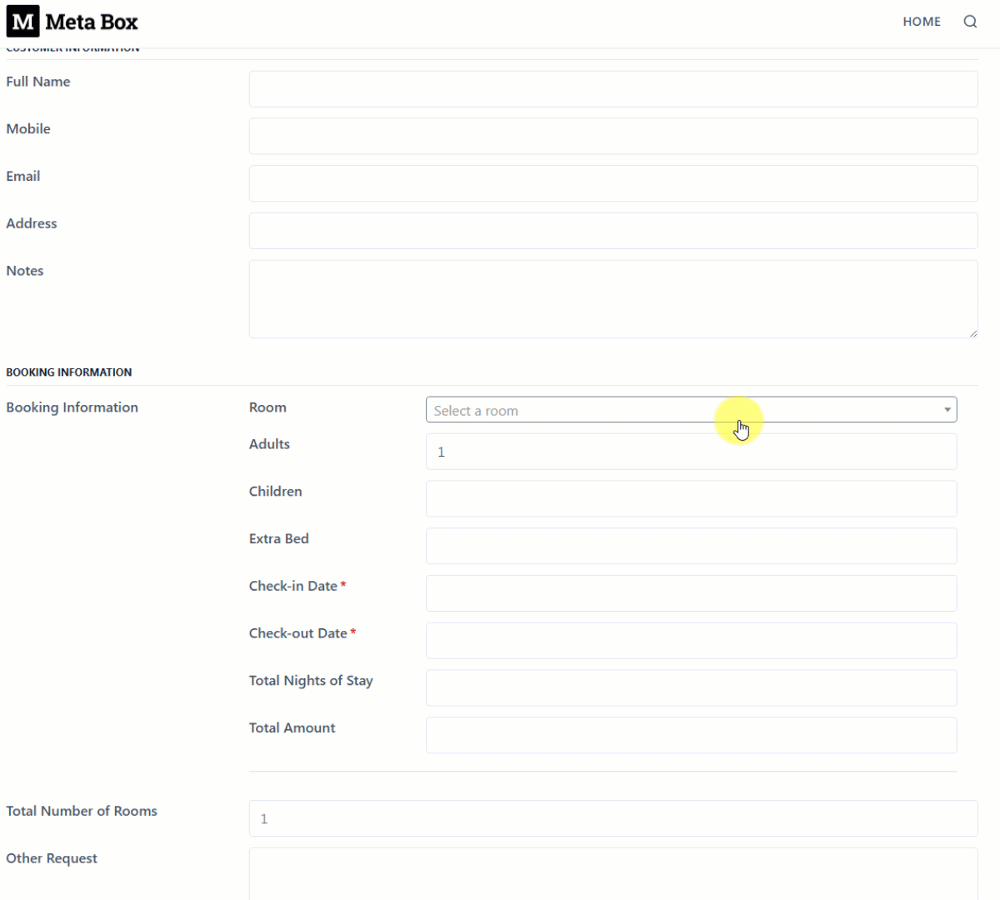 M Meta Box
HOME
CUSTOMER INFORMATION
Full Name
Mobile
Email
Address
Notes
BOOKING INFORMATION
Booking Information
Room
Select a room
Adults
1
Children
Extra Bed
Check-in Date *
Check-out Date *
Total Nights of Stay
Total Amount
Total Number of Rooms
1
Other Request